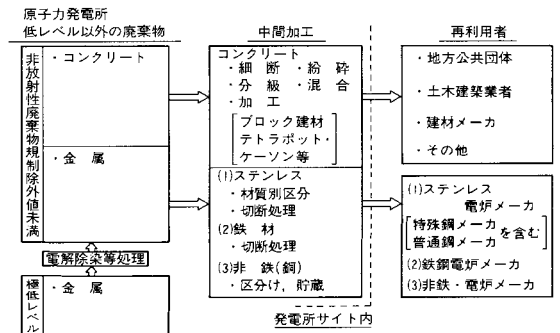 原子力発電所
低レベル以外の廃棄物
非放射性廃棄物規制除外値未満
・コンクリート
・金属
電解除染等処理
極低レベル
・金属
中間加工
コンクリート
・細断・紛砕
・分級・混合
・加工
ブロック建材
テトラポット・
ケーソン等
(1)ステンレス
・材質別区分
・切断処理
(2)鉄材
・切断処理
(3)非鉄(銅)
・区分け,貯蔵
発電所サイト内
再利用者
・地方公共団体
・土木建築業者
・建材メーカ
・その他
(1)ステンレス
電炉メーカ
[特殊鋼メーカ
普通鋼メーカ]を含む
(2)鉄鋼電炉メーカ
(3)非鉄・電炉メーカ